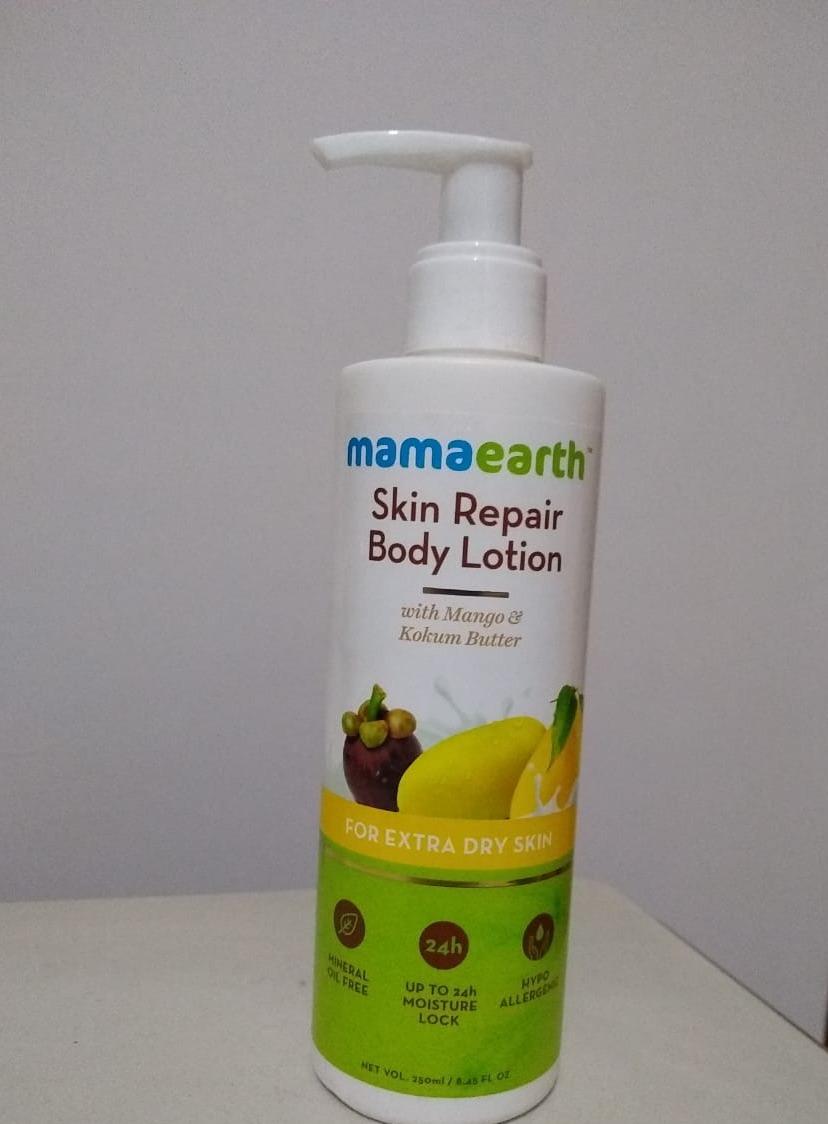 mamaearth™
Skin Repair
Body Lotion
with Mango &
Kokum Butter
FOR EXTRA DRY SKIN
MINERAL
OIL FREE
24h
UP TO 24h
MOISTURE
LOCK
HYPO
ALLERGENIC
NET VOL. 250ml / 8.45 FL OZ